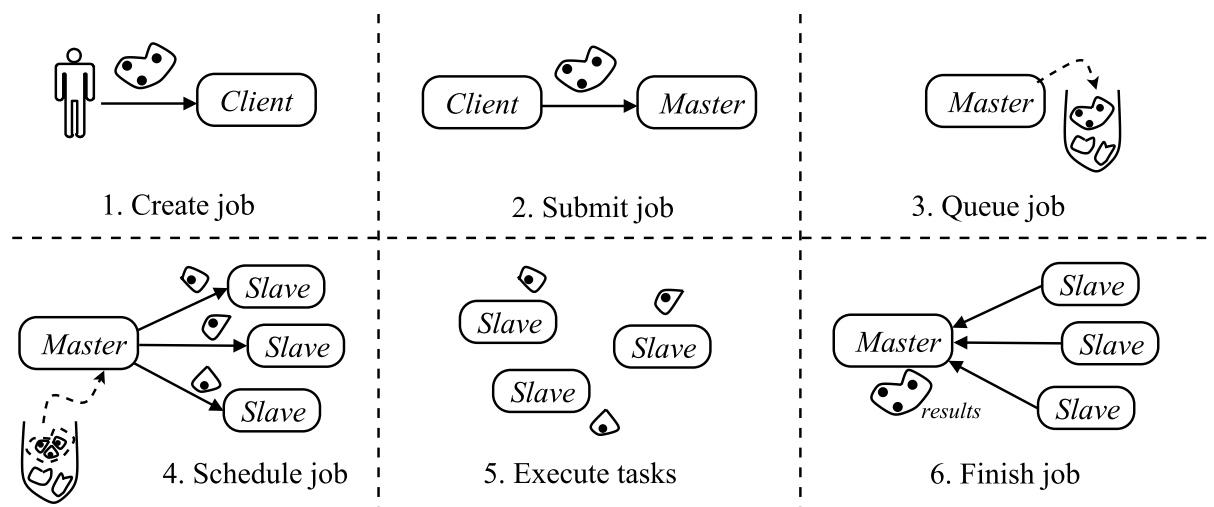 Client
1. Create job
Client
Master
2. Submit job
Master
3. Queue job
Slave
Master
Slave
Slave
4. Schedule job
Slave
Slave
Slave
5. Execute tasks
Slave
Master
Slave
results
Slave
6. Finish job